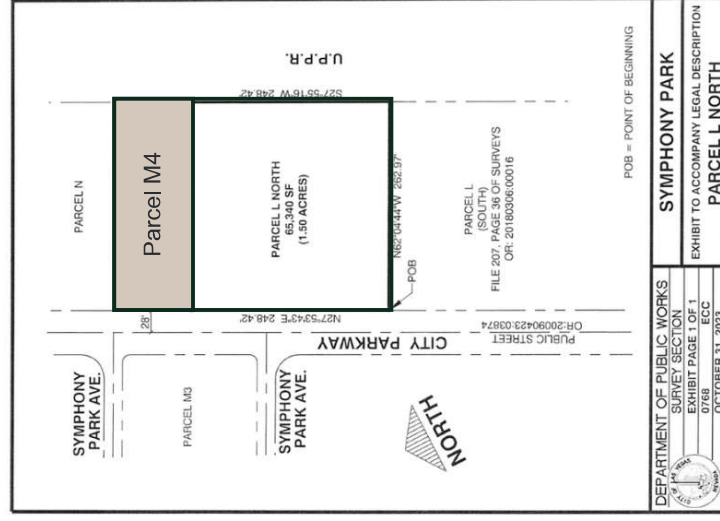 U.P.P.R.
S27°55'16"W 248.42'
PARCEL N
Parcel M4
PARCEL L NORTH
65,340 SF
(1.50 ACRES)
N62°04'44"W 262.97'
PARCEL L
(SOUTH)
FILE 207, PAGE 36 OF SURVEYS
OR: 20180306:00016
POB
N27°53'43"E 248.42'
28'
CITY PARKWAY
PUBLIC STREET
OR:20090423:03874
SYMPHONY
PARK AVE.
PARCEL M3
SYMPHONY
PARK AVE.
NORTH
POB = POINT OF BEGINNING
SYMPHONY PARK
EXHIBIT TO ACCOMPANY LEGAL DESCRIPTION
PARCEL L NORTH
DEPARTMENT OF PUBLIC WORKS
SURVEY SECTION
EXHIBIT PAGE 1 OF 1
0768 ECC
OCTOBER 31, 2023